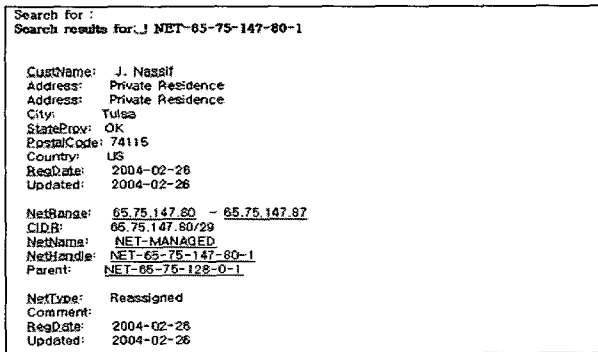 Search for :
Search results for: ! NET-65-75-147-80-1
CustName: J. Nassif
Address: Private Residence
Address: Private Residence
City: Tulsa
StateProv: OK
PostalCode: 74115
Country: US
RegDate: 2004-02-26
Updated: 2004-02-26
NetRange: 65.75.147.80 - 65.75.147.87
CIDR: 65.75.147.80/29
NetName: NET-MANAGED
NetHandle: NET-65-75-147-80-1
Parent: NET-65-75-128-0-1
NetType: Reassigned
Comment:
RegDate: 2004-02-26
Updated: 2004-02-26